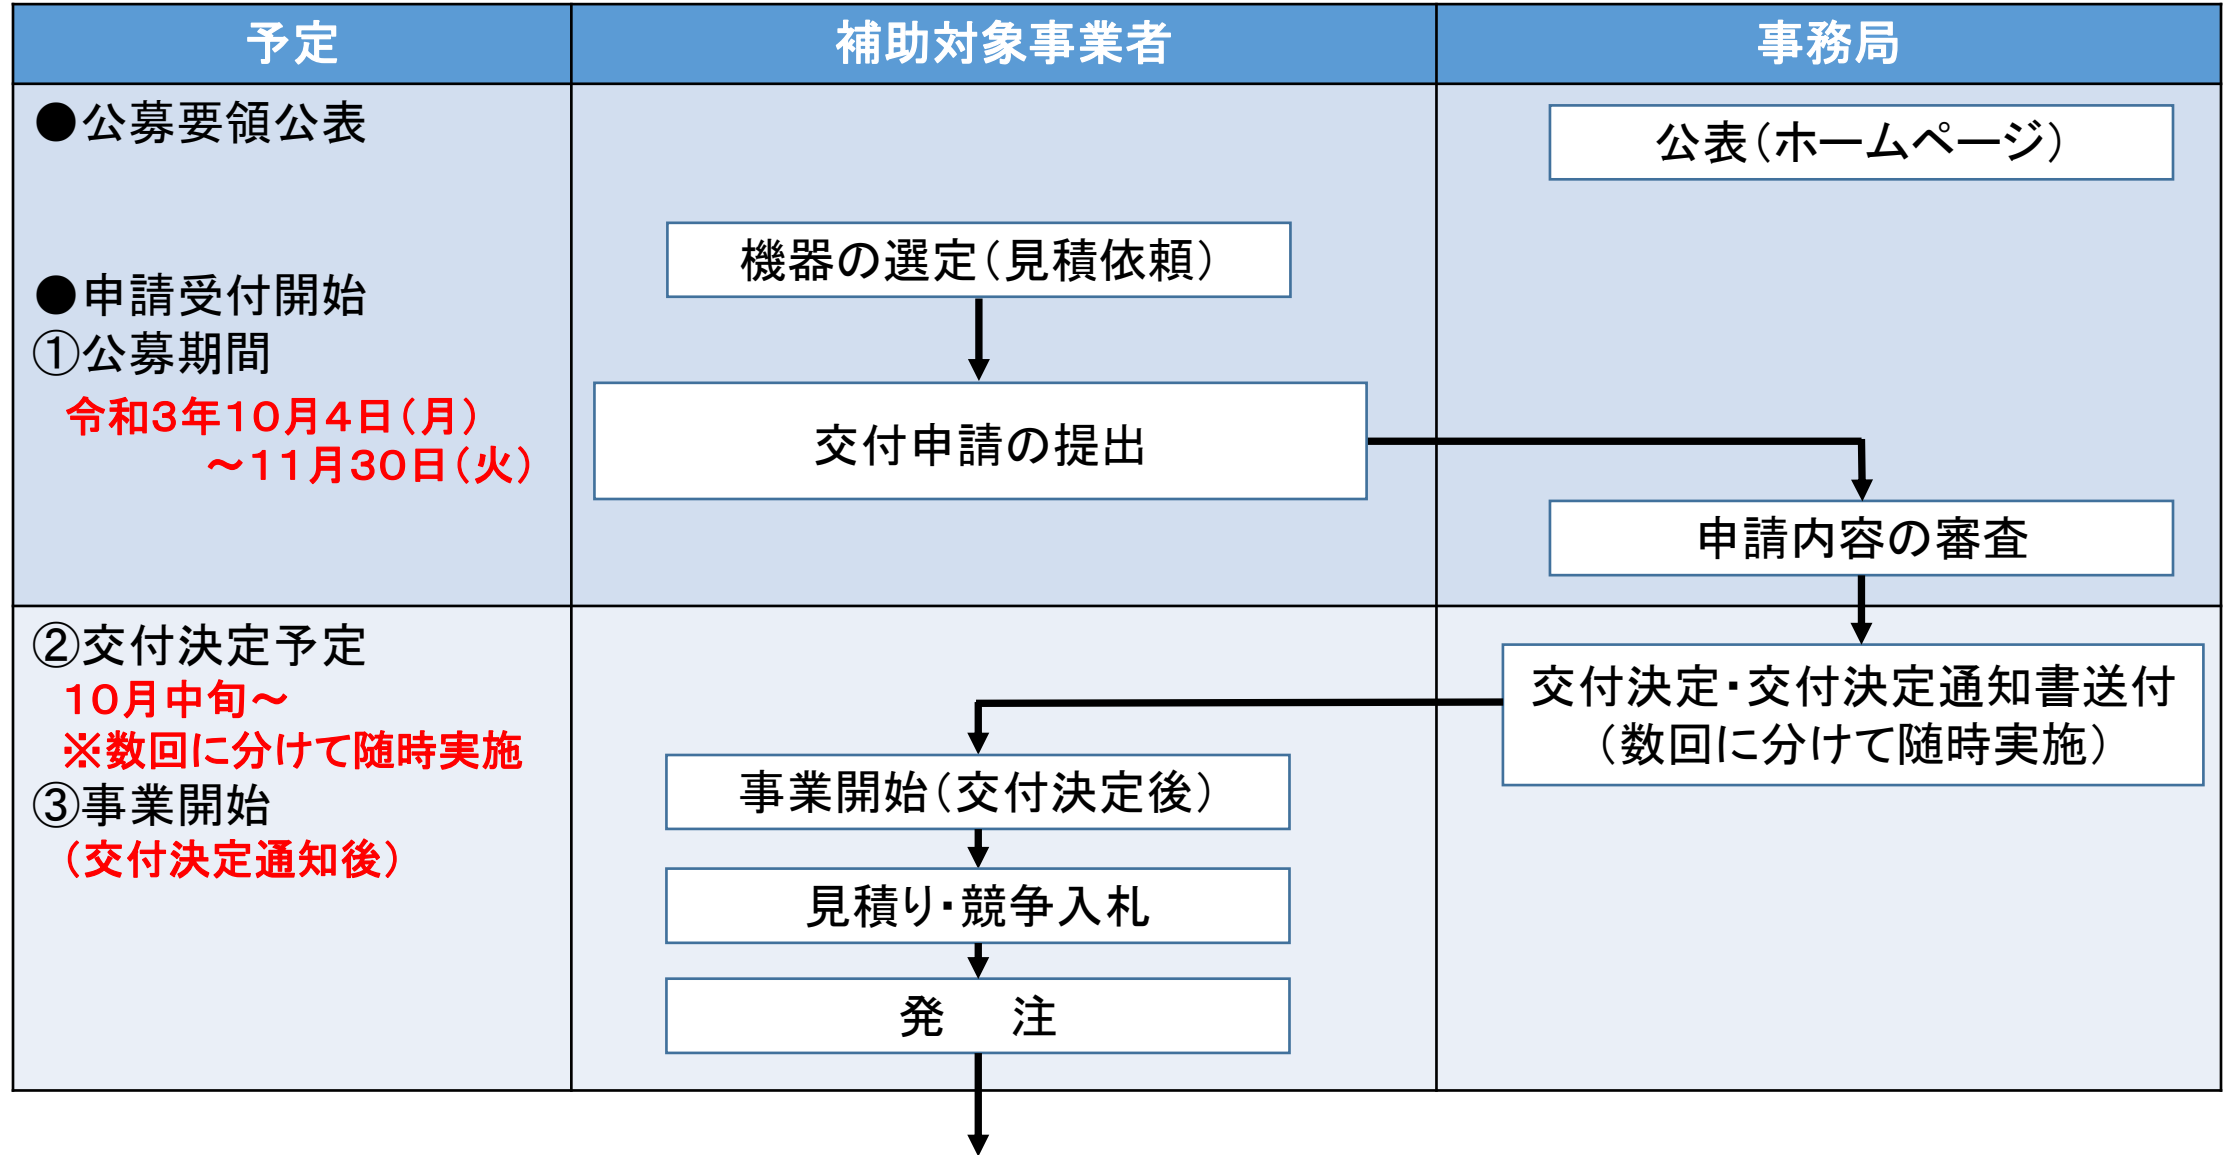 予定
補助対象事業者
事務局
●公募要領公表
●申請受付開始
①公募期間
令和3年10月4日(月)
～11月30日(火)
公表(ホームページ)
機器の選定(見積依頼)
交付申請の提出
申請内容の審査
②交付決定予定
10月中旬～
※数回に分けて随時実施
③事業開始
(交付決定通知後)
交付決定・交付決定通知書送付
(数回に分けて随時実施)
事業開始(交付決定後)
見積り・競争入札
発　注